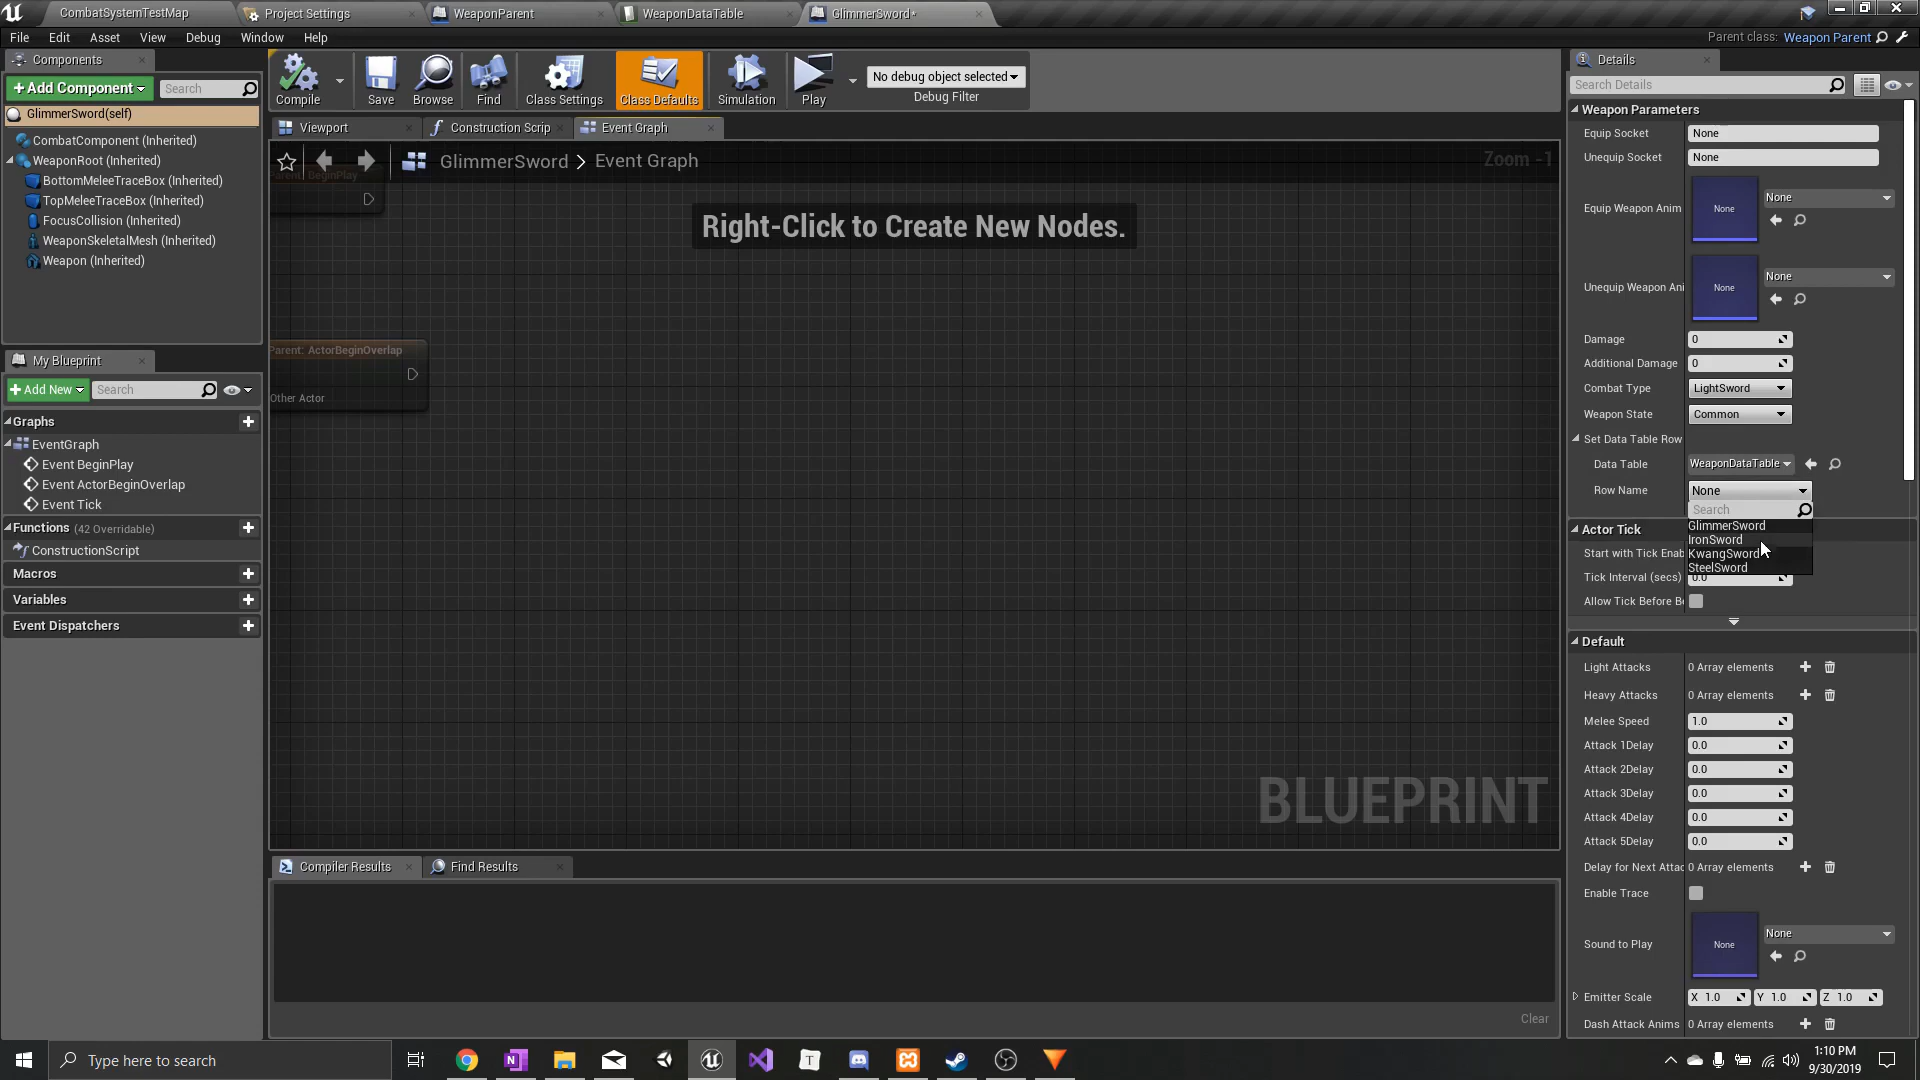 CombatSystemTestMap
Project Settings
WeaponParent
WeaponDataTable
GlimmerSword*
File Edit Asset View Debug Window Help
Parent class: Weapon Parent
Components
+Add Component
Search
GlimmerSword(self)
CombatComponent (Inherited)
WeaponRoot (Inherited)
BottomMeleeTraceBox (Inherited)
TopMeleeTraceBox (Inherited)
FocusCollision (Inherited)
WeaponSkeletalMesh (Inherited)
Weapon (Inherited)
My Blueprint
+Add New
Search
Graphs
EventGraph
Event BeginPlay
Event ActorBeginOverlap
Event Tick
Functions (42 Overridable)
ConstructionScript
Macros
Variables
Event Dispatchers
Compile
Save
Browse
Find
Class Settings
Class Defaults
Simulation
Play
No debug object selected
Debug Filter
Viewport
Construction Scrip
Event Graph
GlimmerSword > Event Graph
Zoom -1
Parent: BeginPlay
Right-Click to Create New Nodes.
Parent: ActorBeginOverlap
Other Actor
BLUEPRINT
Compiler Results
Find Results
Clear
Details
Search Details
Weapon Parameters
Equip Socket None
Unequip Socket None
Equip Weapon Anim None None
Unequip Weapon Ani None None
Damage 0
Additional Damage 0
Combat Type LightSword
Weapon State Common
Set Data Table Row
Data Table WeaponDataTable
Row Name None
Search
GlimmerSword
IronSword
KwangSword
SteelSword
Actor Tick
Start with Tick Enab
Tick Interval (secs) 0.0
Allow Tick Before Be
Default
Light Attacks 0 Array elements
Heavy Attacks 0 Array elements
Melee Speed 1.0
Attack 1Delay 0.0
Attack 2Delay 0.0
Attack 3Delay 0.0
Attack 4Delay 0.0
Attack 5Delay 0.0
Delay for Next Attac 0 Array elements
Enable Trace
Sound to Play None None
Emitter Scale X 1.0 Y 1.0 Z 1.0
Dash Attack Anims 0 Array elements
Type here to search
1:10 PM
9/30/2019